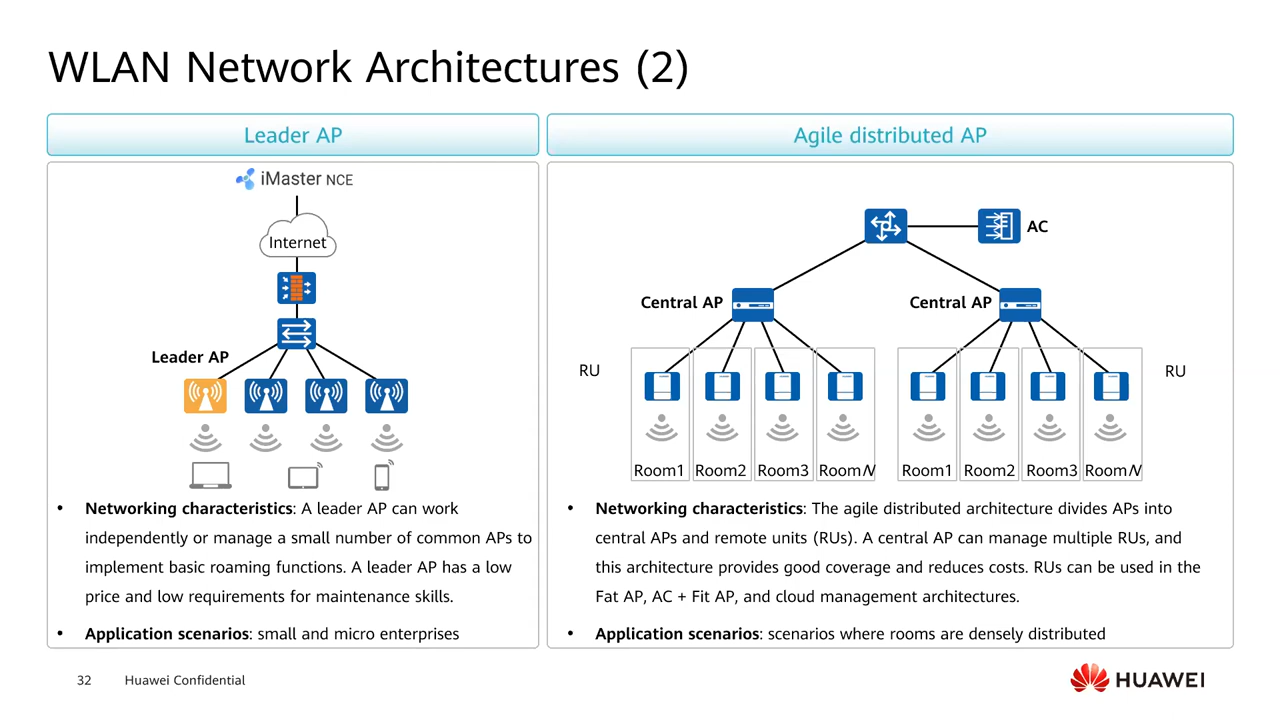 WLAN Network Architectures (2)
Leader AP
iMaster NCE
Internet
Leader AP
• Networking characteristics: A leader AP can work
independently or manage a small number of common APs to
implement basic roaming functions. A leader AP has a low
price and low requirements for maintenance skills.
• Application scenarios: small and micro enterprises
Agile distributed AP
AC
Central AP
Central AP
RU
RU
Room1 Room2 Room3 RoomN
Room1 Room2 Room3 RoomN
• Networking characteristics: The agile distributed architecture divides APs into
central APs and remote units (RUs). A central AP can manage multiple RUs, and
this architecture provides good coverage and reduces costs. RUs can be used in the
Fat AP, AC + Fit AP, and cloud management architectures.
• Application scenarios: scenarios where rooms are densely distributed
32 Huawei Confidential
HUAWEI